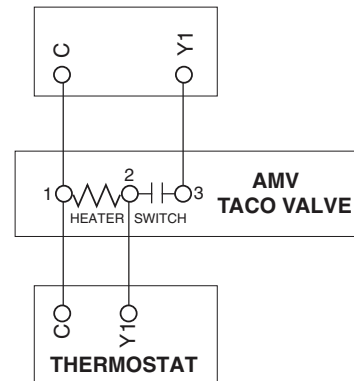 C Y1
1 2 3
HEATER SWITCH
AMV
TACO VALVE
C Y1
THERMOSTAT